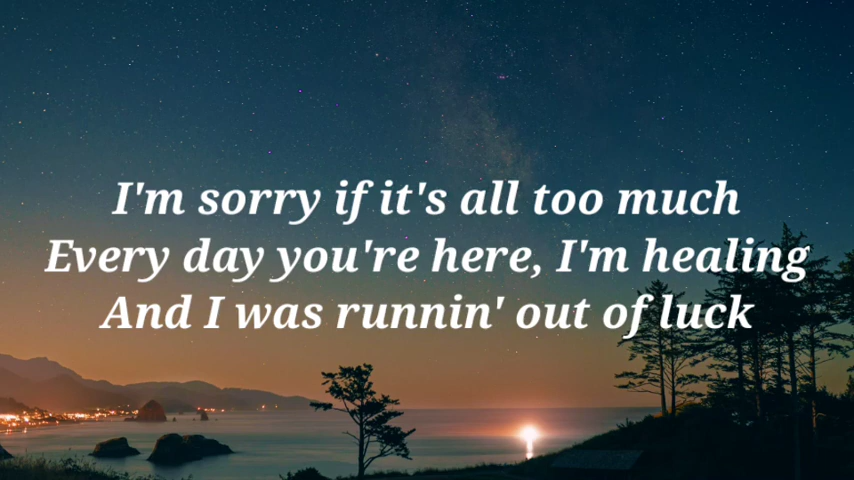 I'm sorry if it's all too much
Every day you're here, I'm healing
And I was runnin' out of luck